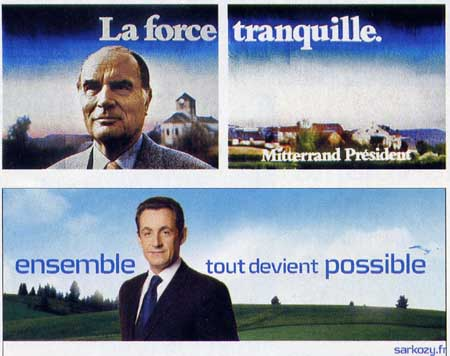 La force tranquille.
Mitterrand Président
ensemble tout devient possible
sarkozy.fr